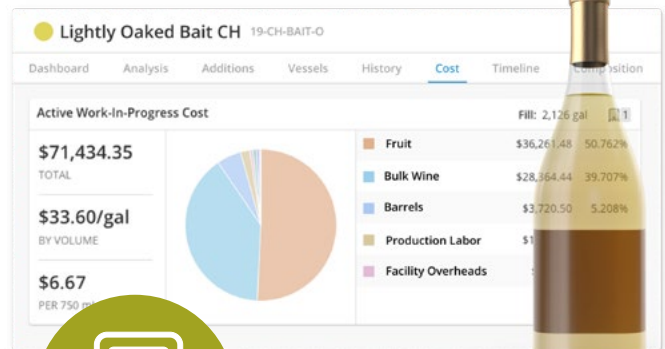 Lightly Oaked Bait CH 19-CH-BAIT-O
Dashboard Analysis Additions Vessels History Cost Timeline Composition
Active Work-In-Progress Cost Fill: 2,126 gal 1
$71,434.35
TOTAL
$33.60/gal
BY VOLUME
$6.67
PER 750
Fruit $36,261.48 50.762%
Bulk Wine $28,364.44 39.707%
Barrels $3,720.50 5.208%
Production Labor
Facility Overheads